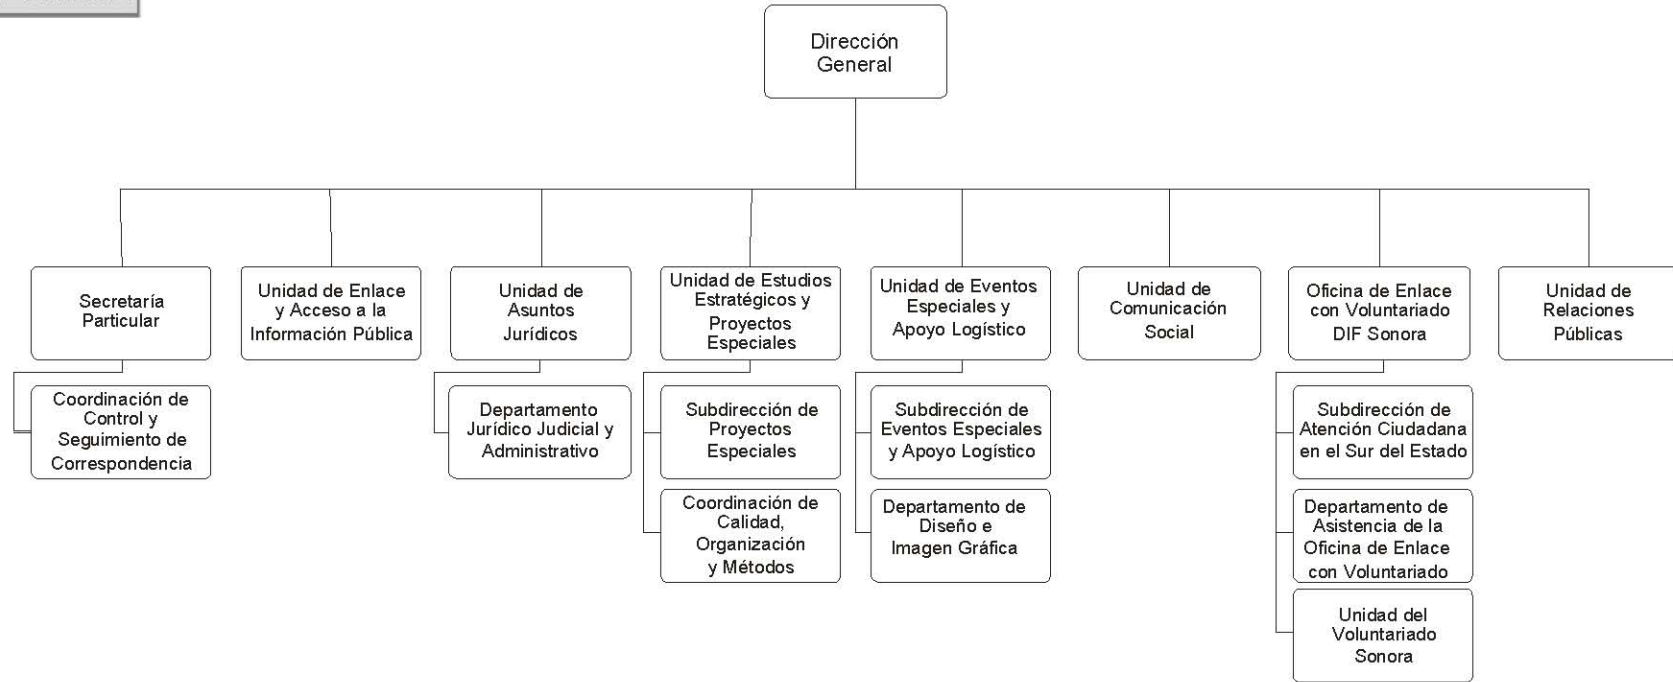 Dirección
General
Secretaría
Particular
Unidad de Enlace
y Acceso a la
Información Pública
Unidad de
Asuntos
Jurídicos
Unidad de Estudios
Estratégicos y
Proyectos
Especiales
Unidad de Eventos
Especiales y
Apoyo Logístico
Unidad de
Comunicación
Social
Oficina de Enlace
con Voluntariado
DIF Sonora
Unidad de
Relaciones
Públicas
Coordinación de
Control y
Seguimiento de
Correspondencia
Departamento
Jurídico Judicial y
Administrativo
Subdirección de
Proyectos
Especiales
Coordinación de
Calidad,
Organización
y Métodos
Subdirección de
Eventos Especiales
y Apoyo Logístico
Departamento de
Diseño e
Imagen Gráfica
Subdirección de
Atención Ciudadana
en el Sur del Estado
Departamento de
Asistencia de la
Oficina de Enlace
con Voluntariado
Unidad del
Voluntariado
Sonora